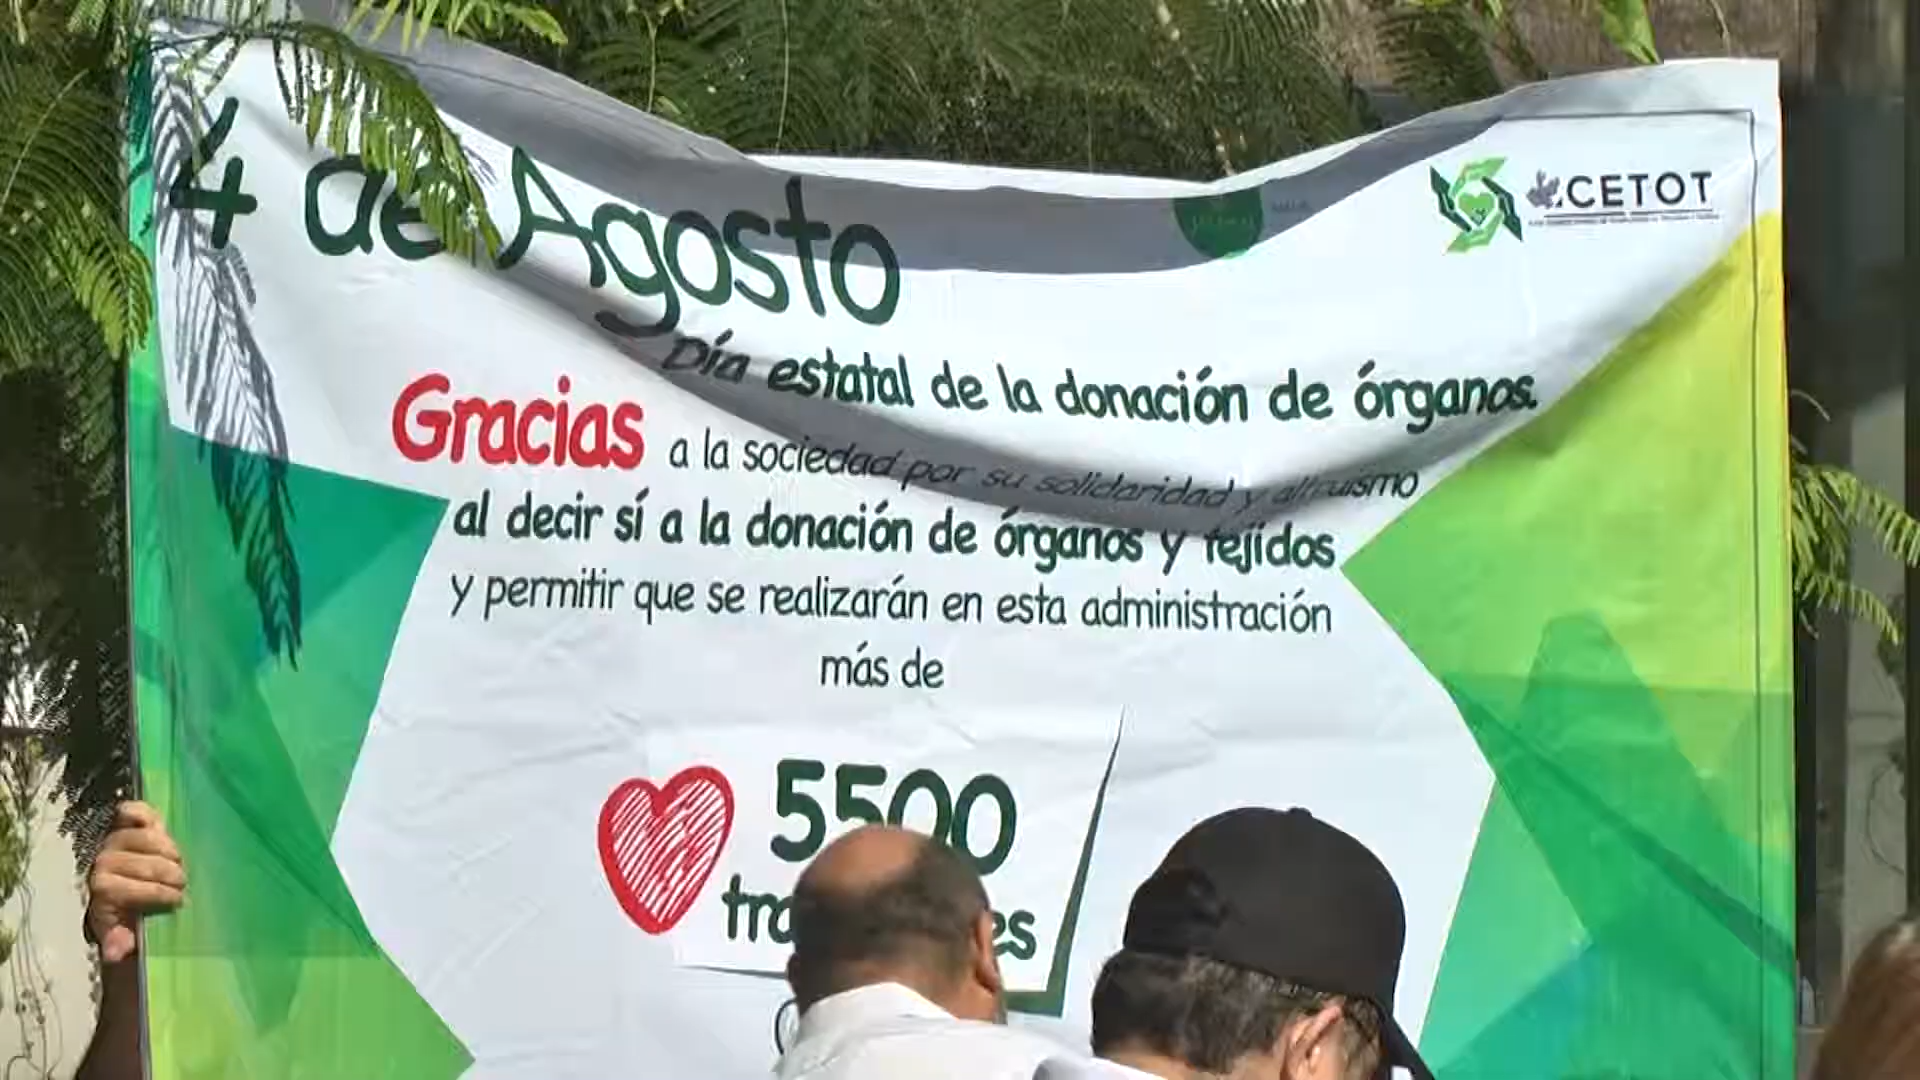 CETOT
4 de Agosto
Día estatal de la donación de órganos.
Gracias a la sociedad por su solidaridad y altruismo
al decir sí a la donación de órganos y tejidos
y permitir que se realizarán en esta administración
más de
5500